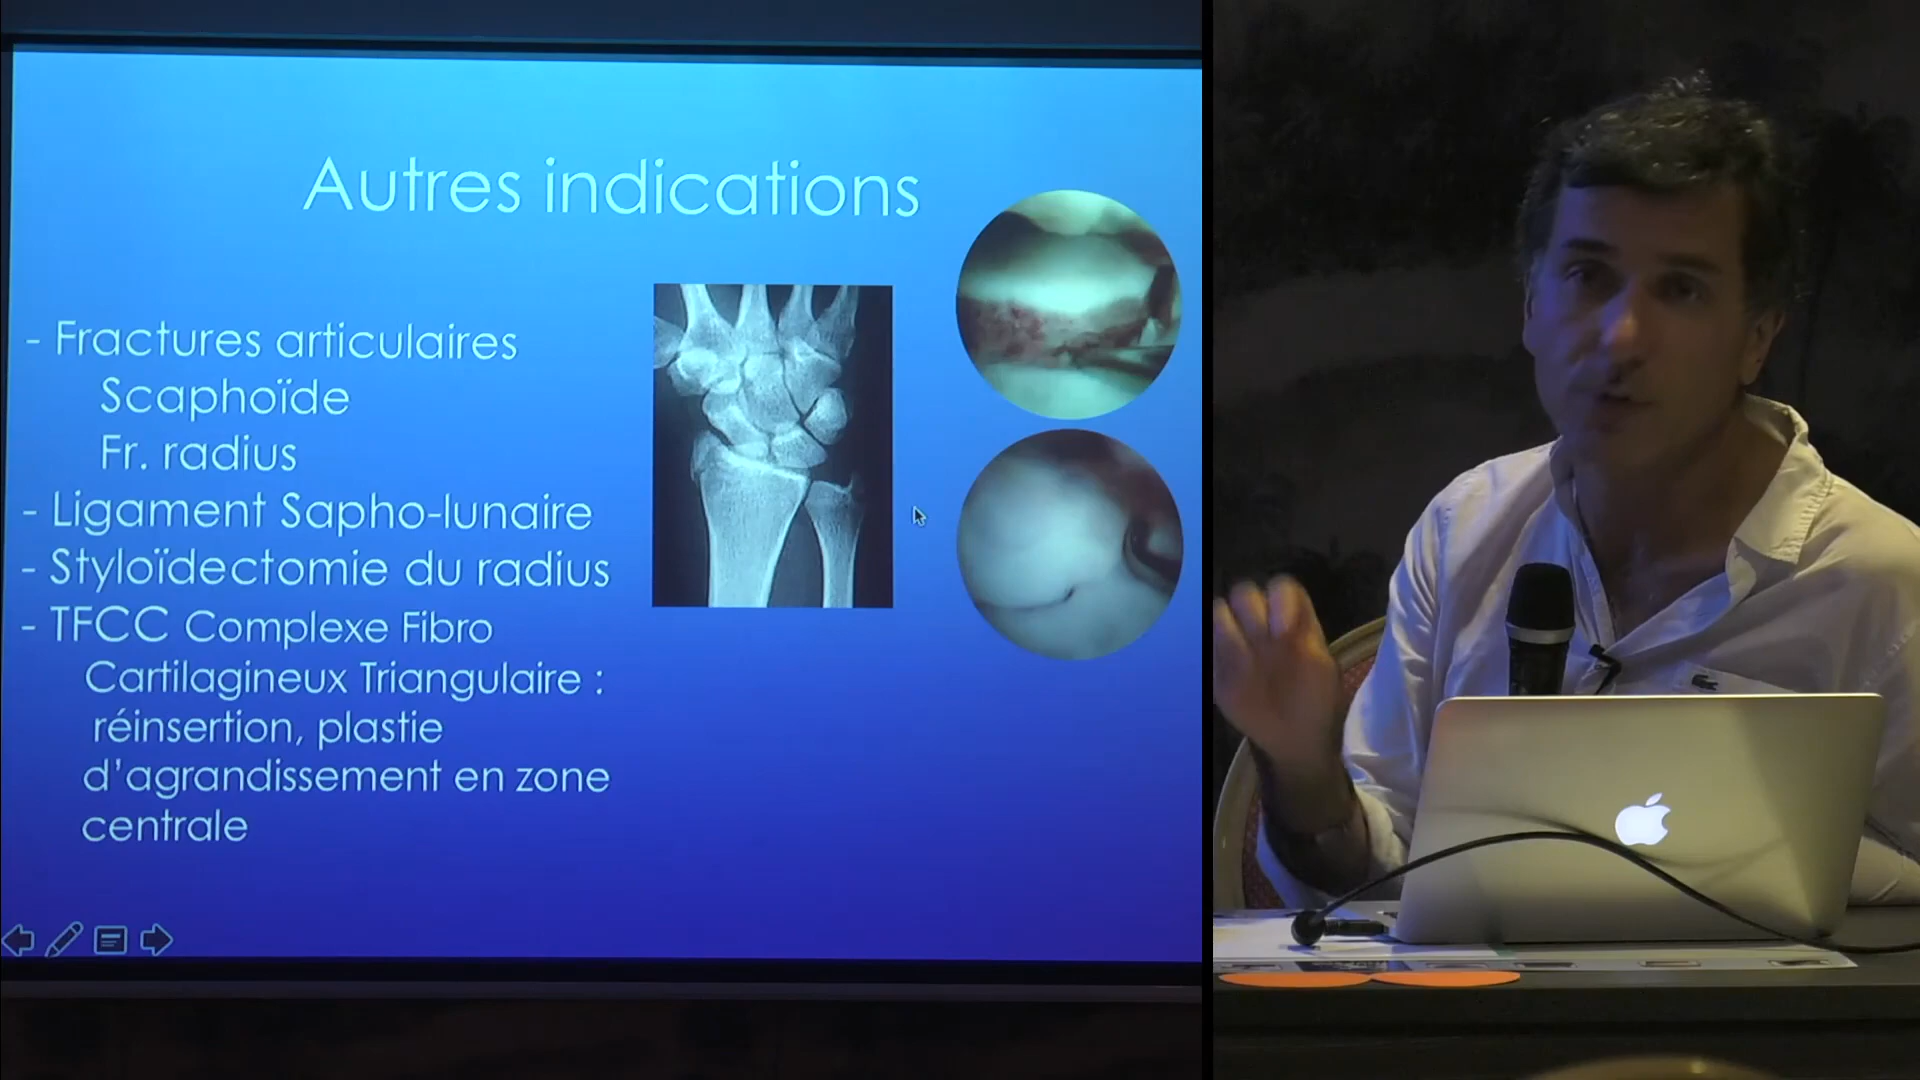 Autres indications
- Fractures articulaires
Scaphoïde
Fr. radius
- Ligament Sapho-lunaire
- Styloïdectomie du radius
- TFCC Complexe Fibro
Cartilagineux Triangulaire :
réinsertion, plastie
d’agrandissement en zone
centrale